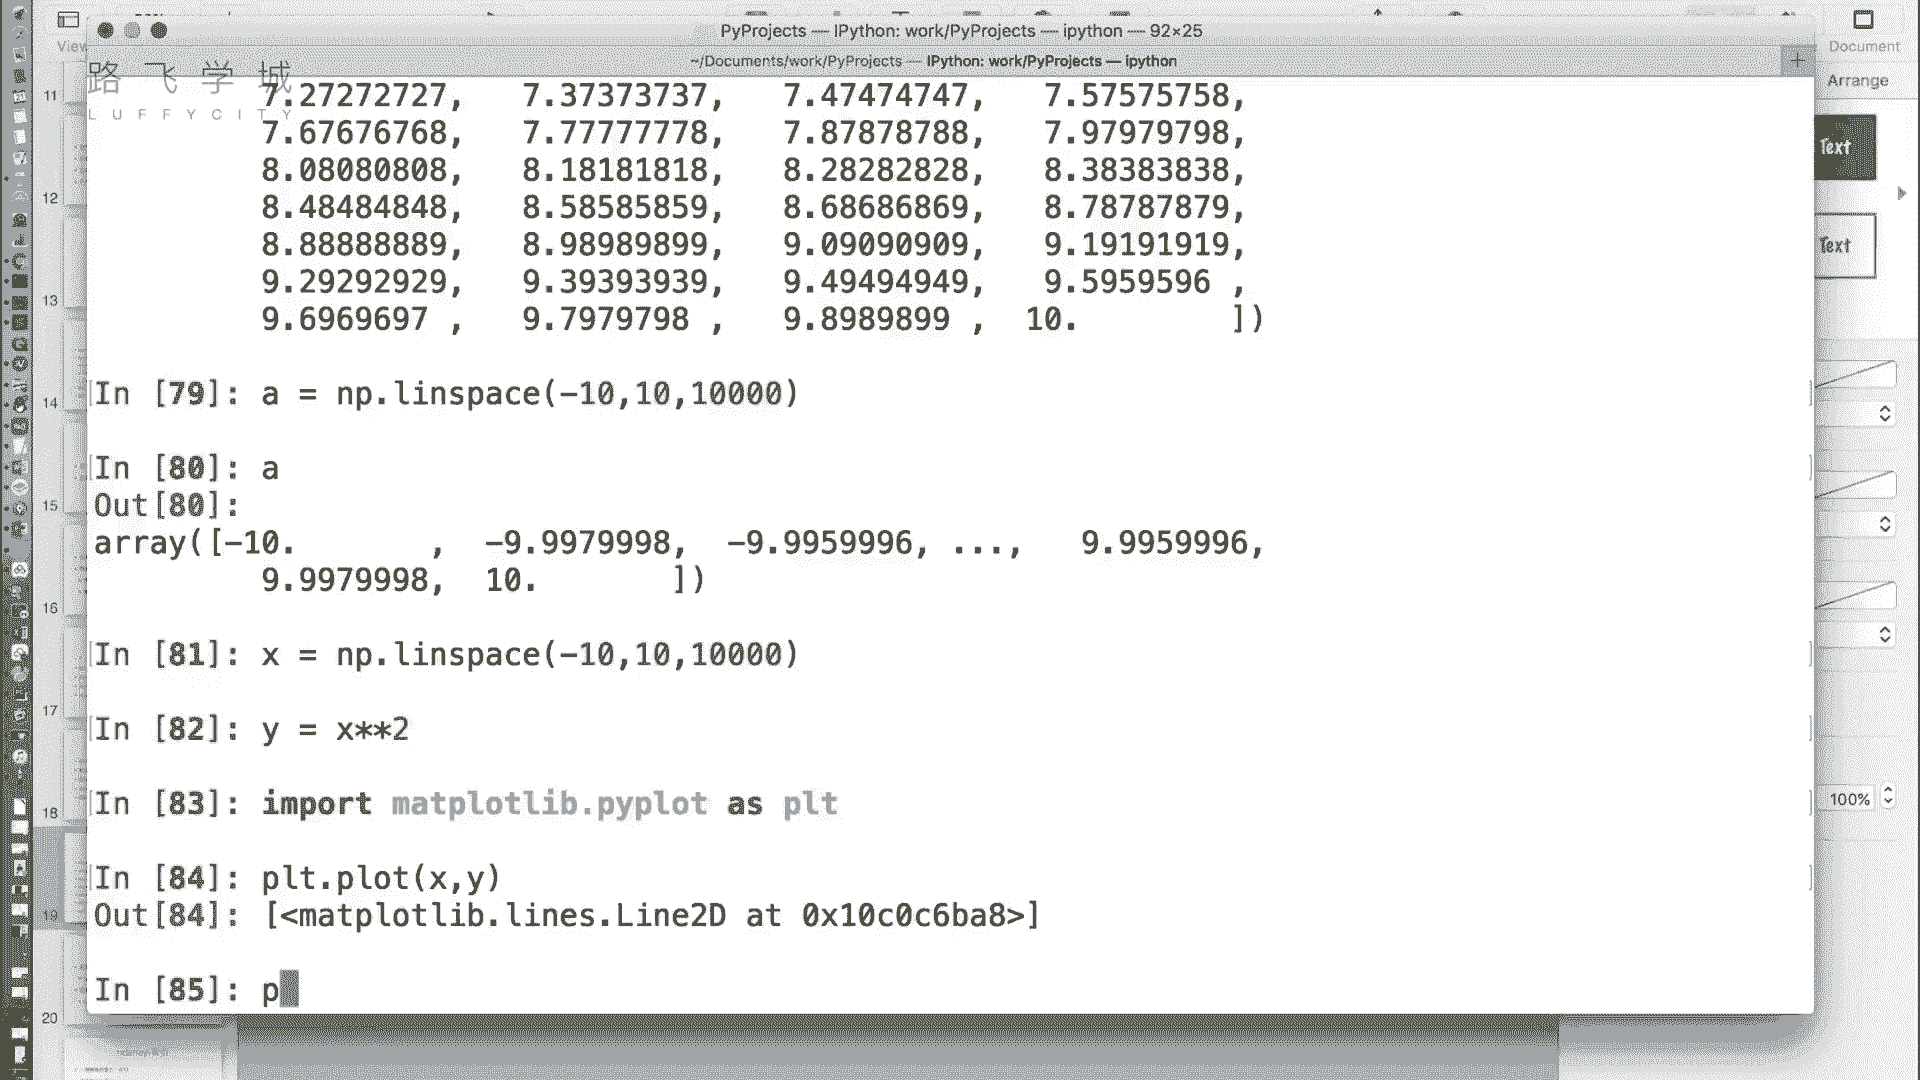 PyProjects — IPython: work/PyProjects — ipython — 92×25
View
Document
~/Documents/work/PyProjects — IPython: work/PyProjects — ipython
+
Arrange
路飞学城
LUFFYCITY
11
7.27272727, 7.37373737, 7.47474747, 7.57575758,
7.67676768, 7.77777778, 7.87878788, 7.97979798,
Text
8.08080808, 8.18181818, 8.28282828, 8.38383838,
12
8.48484848, 8.58585859, 8.68686869, 8.78787879,
8.88888889, 8.98989899, 9.09090909, 9.19191919,
Text
9.29292929, 9.39393939, 9.49494949, 9.5959596 ,
13
9.6969697 , 9.7979798 , 9.8989899 , 10. ])
In [79]: a = np.linspace(-10,10,10000)
14
In [80]: a
Out[80]:
15
array([-10. , -9.9979998, -9.9959996, ..., 9.9959996,
9.9979998, 10. ])
16
In [81]: x = np.linspace(-10,10,10000)
17
In [82]: y = x**2
In [83]: import matplotlib.pyplot as plt
100%
18
In [84]: plt.plot(x,y)
Out[84]: [<matplotlib.lines.Line2D at 0x10c0c6ba8>]
19
In [85]: p
20